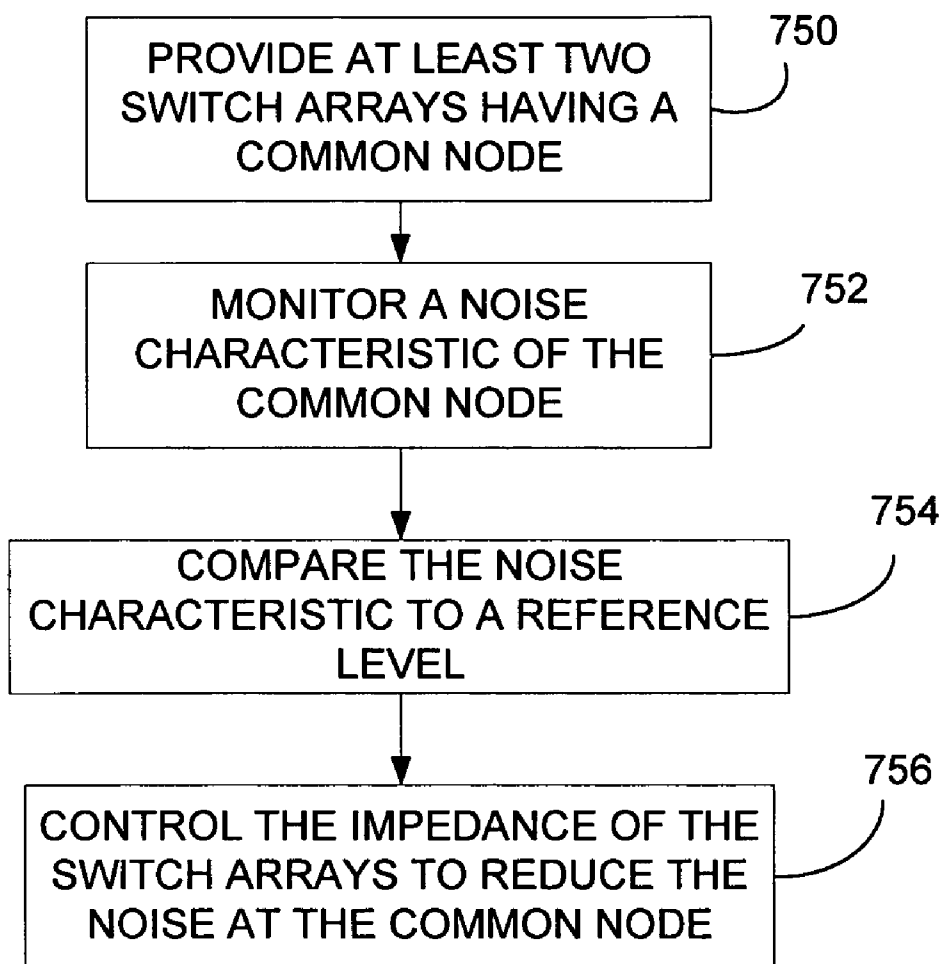 750
PROVIDE AT LEAST TWO
SWITCH ARRAYS HAVING A
COMMON NODE
752
MONITOR A NOISE
CHARACTERISTIC OF THE
COMMON NODE
754
COMPARE THE NOISE
CHARACTERISTIC TO A REFERENCE
LEVEL
756
CONTROL THE IMPEDANCE OF THE
SWITCH ARRAYS TO REDUCE THE
NOISE AT THE COMMON NODE